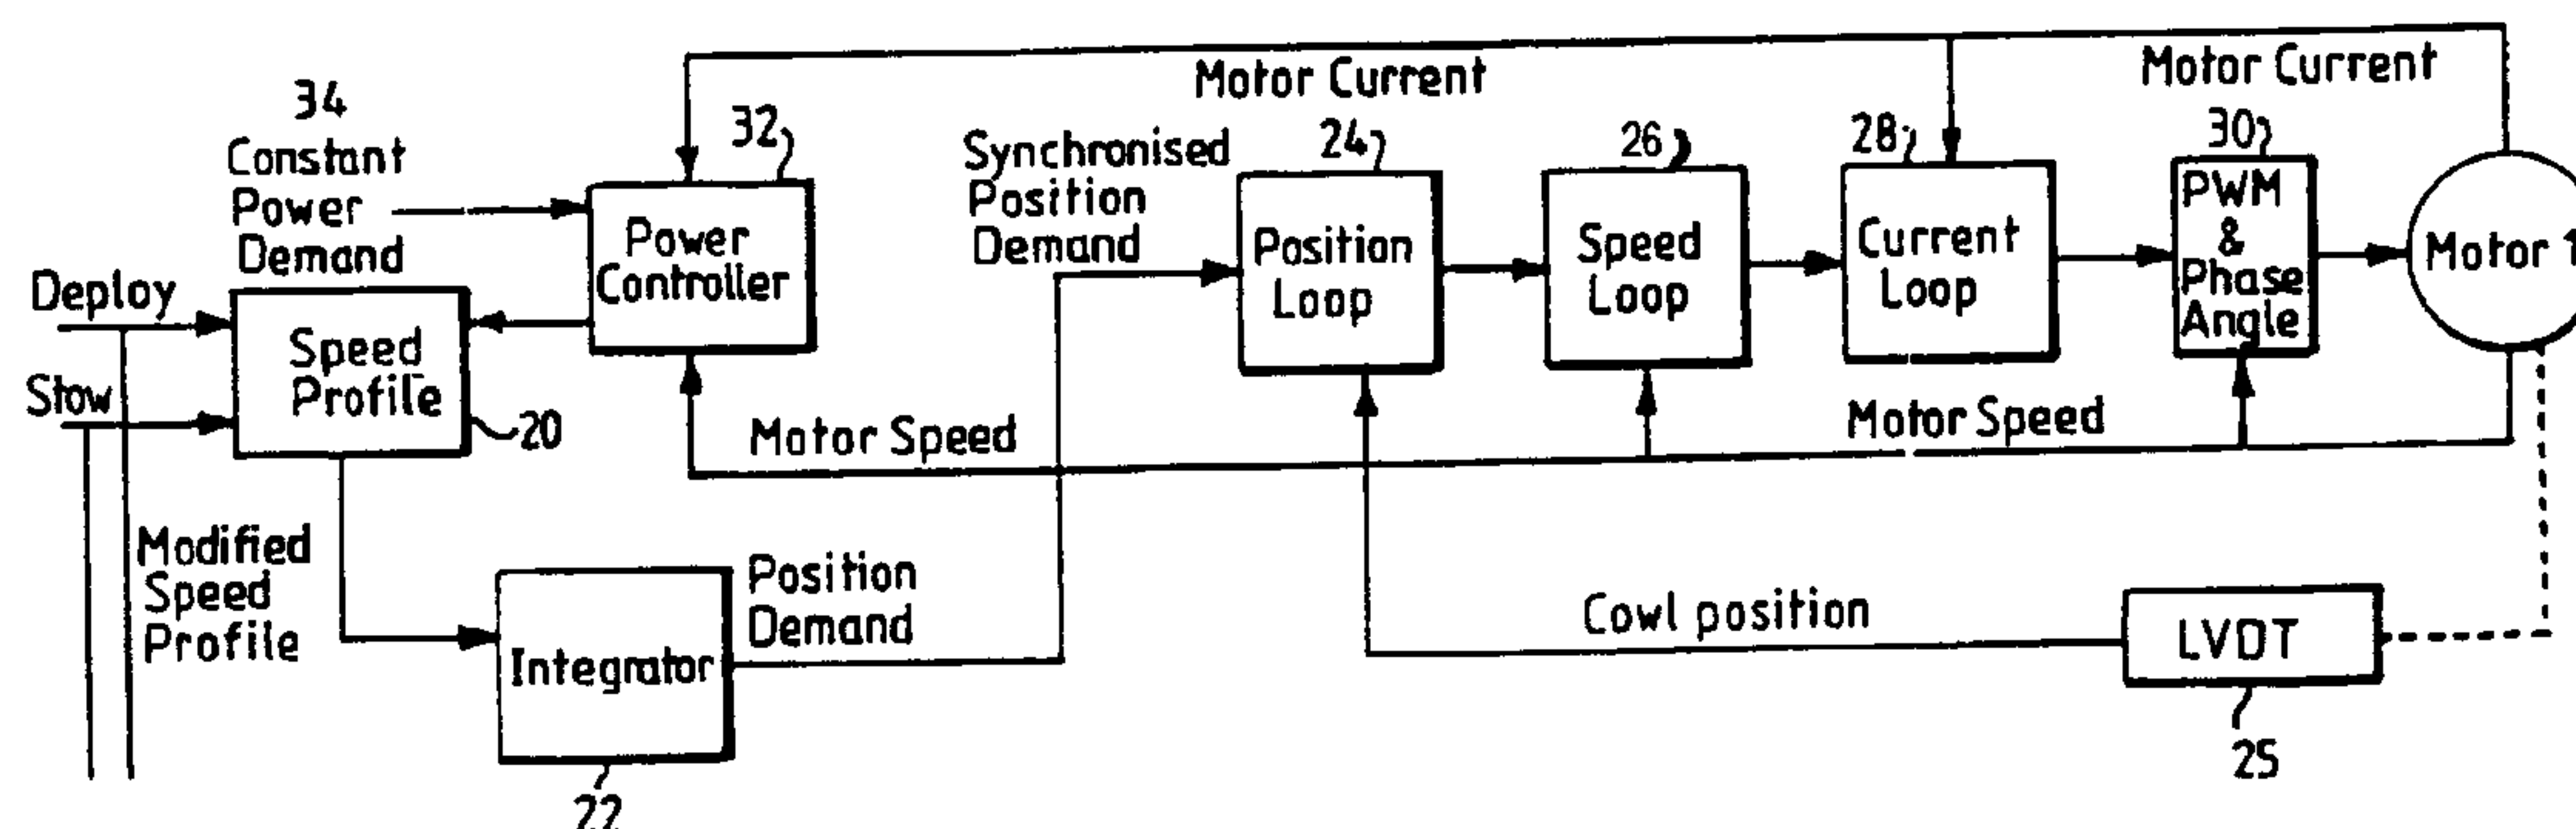 34
Constant
Power
Demand
Deploy
Stow
Speed
Profile
20
Modified
Speed
Profile
32
Power
Controller
Motor Current
Motor Speed
Integrator
22
Position
Demand
Synchronised
Position
Demand
24
Position
Loop
26
Speed
Loop
28
Current
Loop
Motor Current
30
PWM
&
Phase
Angle
Motor 1
Motor Speed
Cowl position
LVDT
25